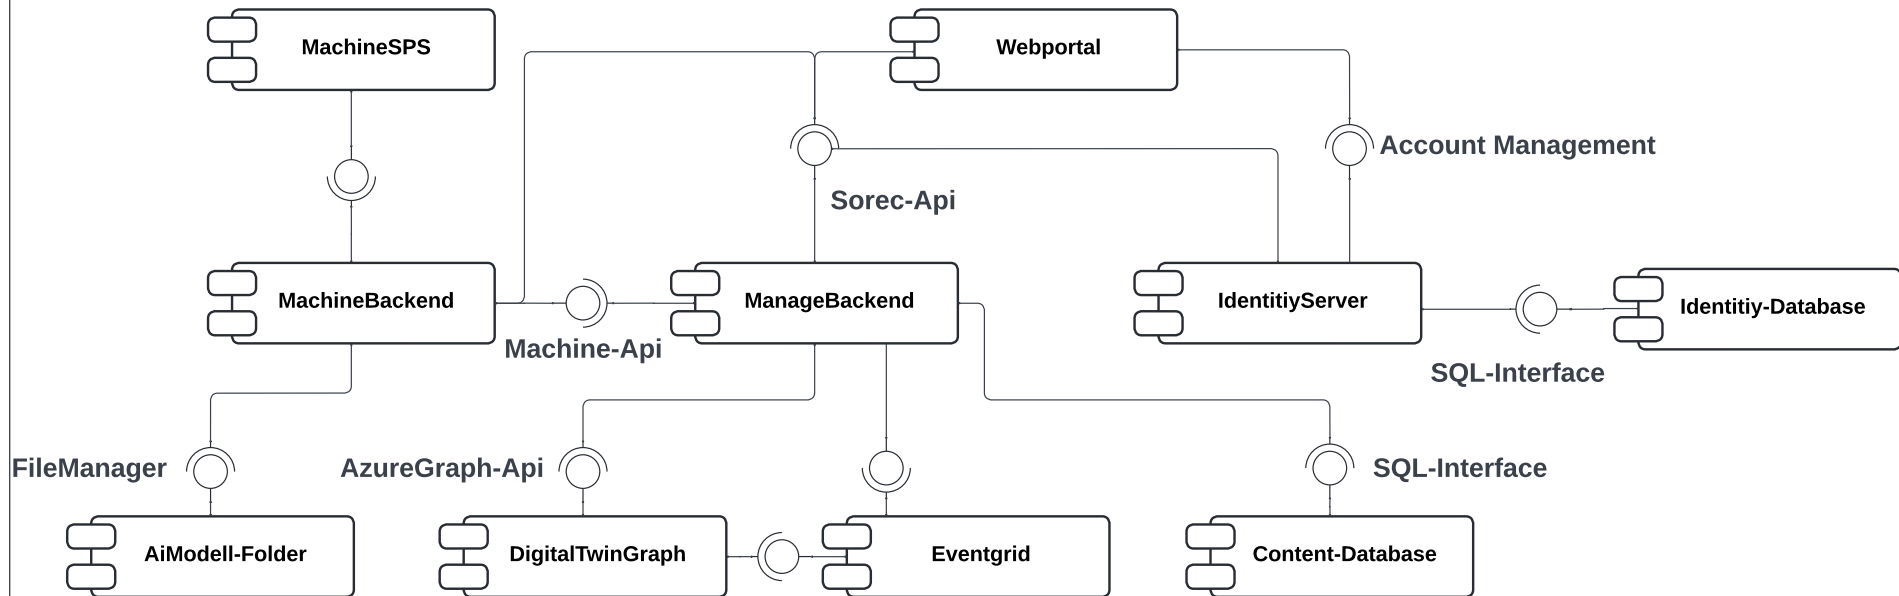 MachineSPS
Webportal
Account Management
Sorec-Api
MachineBackend
ManageBackend
IdentitiyServer
Identitiy-Database
Machine-Api
SQL-Interface
FileManager
AzureGraph-Api
SQL-Interface
AiModell-Folder
DigitalTwinGraph
Eventgrid
Content-Database